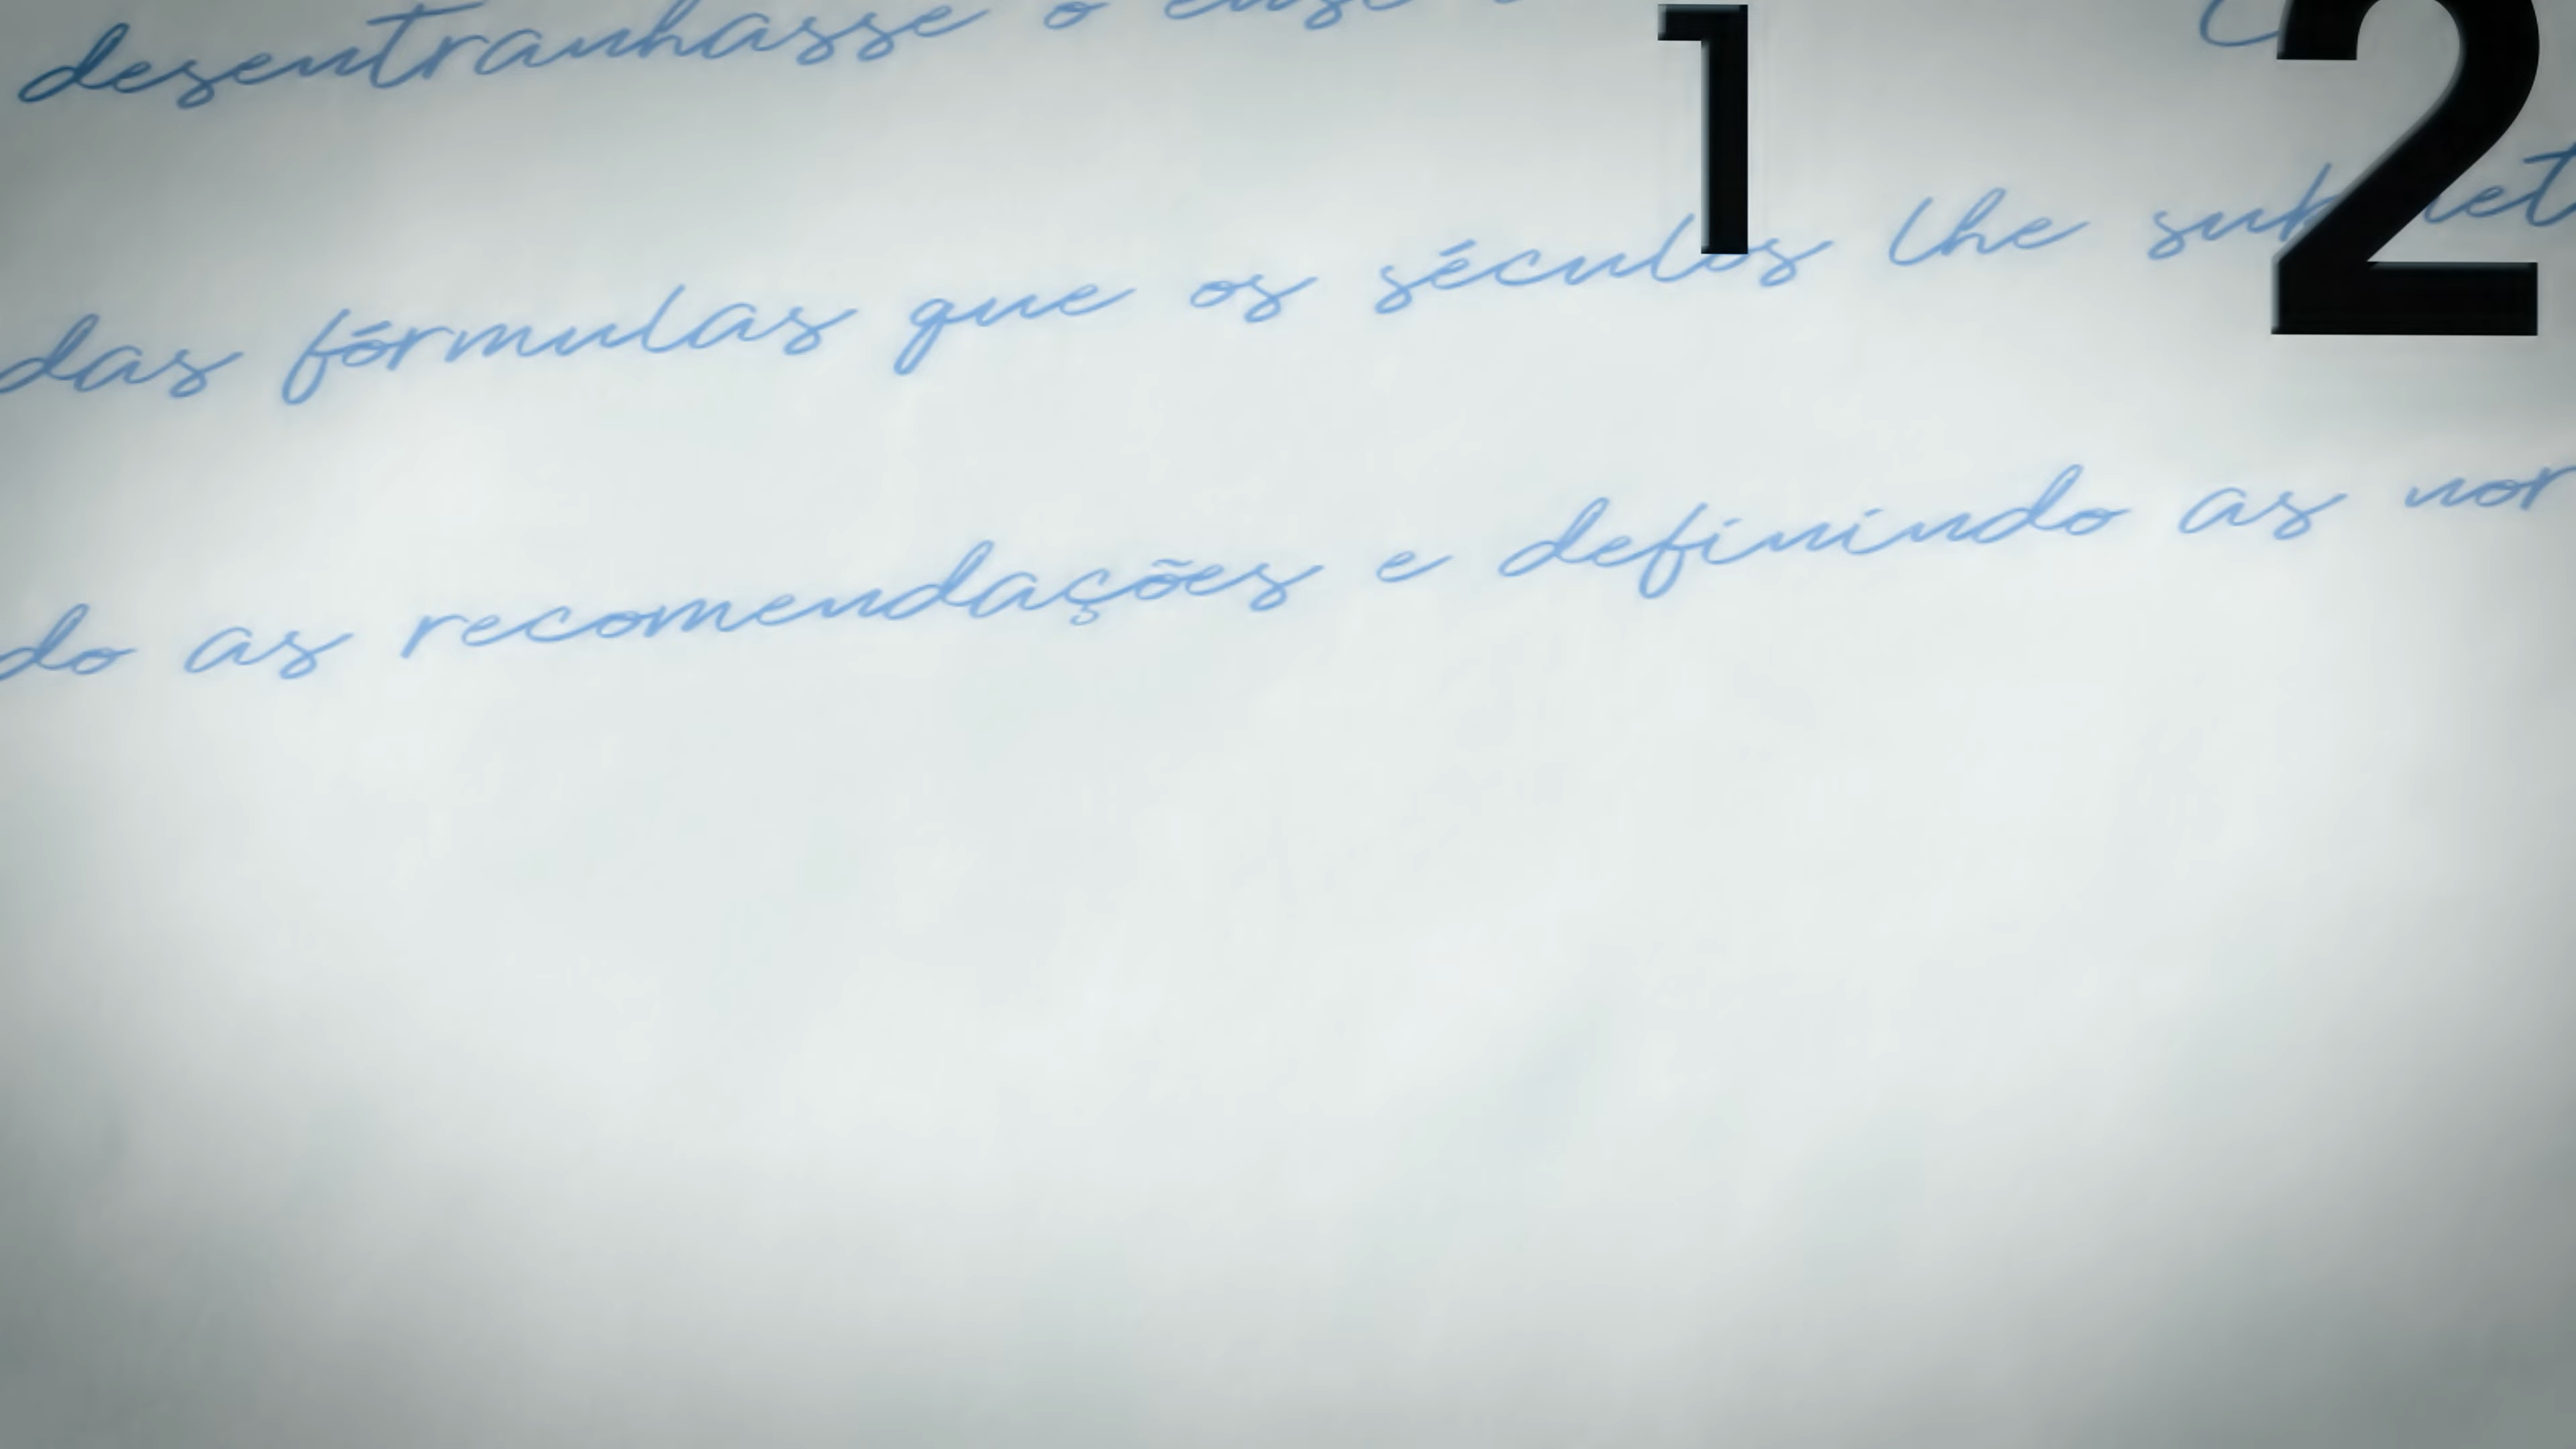 desentranhasse o
1 2
das fórmulas que os séculos lhe
do as recomendações e definindo as